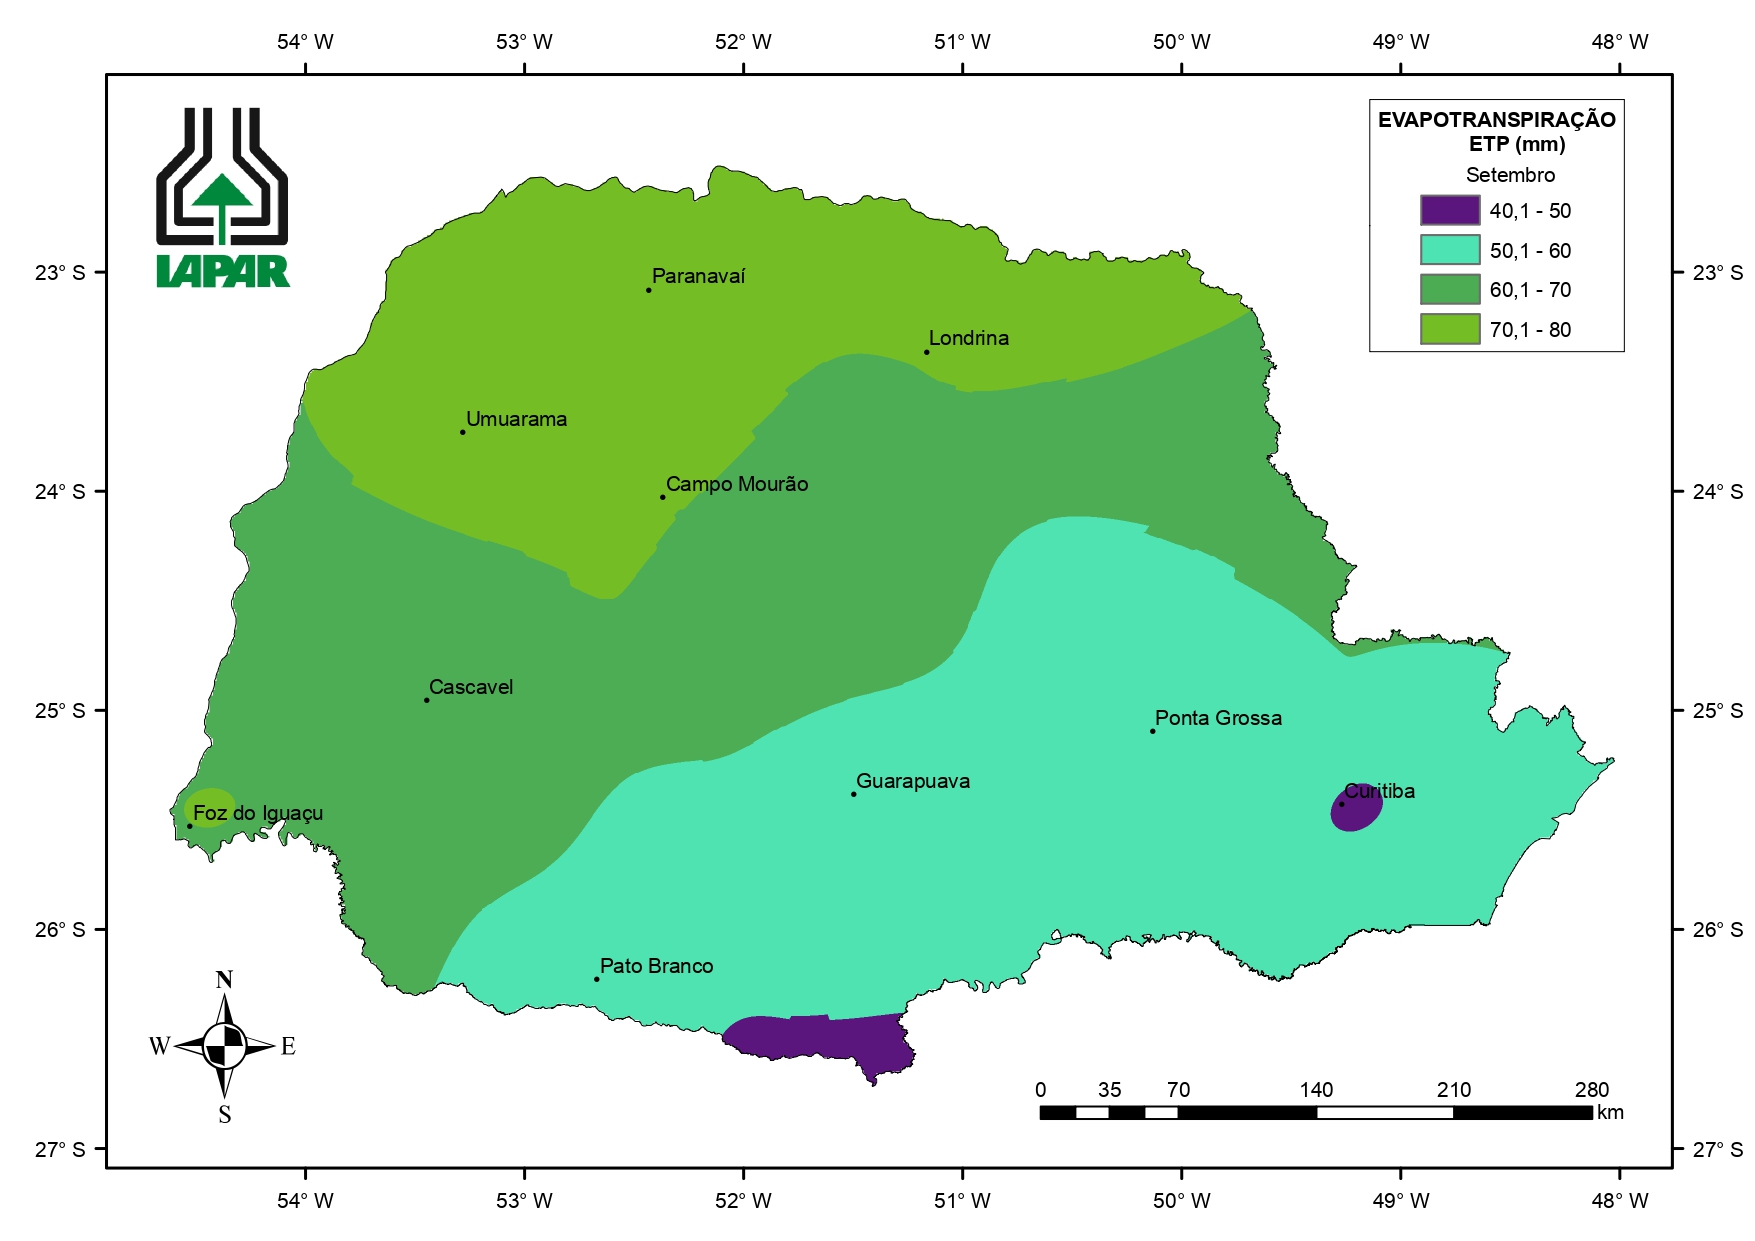 54° W 53° W 52° W 51° W 50° W 49° W 48° W
IAPAR
EVAPOTRANSPIRAÇÃO
ETP (mm)
Setembro
40,1 - 50
50,1 - 60
60,1 - 70
70,1 - 80
23° S 23° S
Paranavaí
Londrina
Umuarama
Campo Mourão
24° S 24° S
Cascavel
25° S 25° S
Ponta Grossa
Guarapuava
Curitiba
Foz do Iguaçu
26° S 26° S
Pato Branco
N
W E
S
0 35 70 140 210 280
km
27° S 27° S
54° W 53° W 52° W 51° W 50° W 49° W 48° W